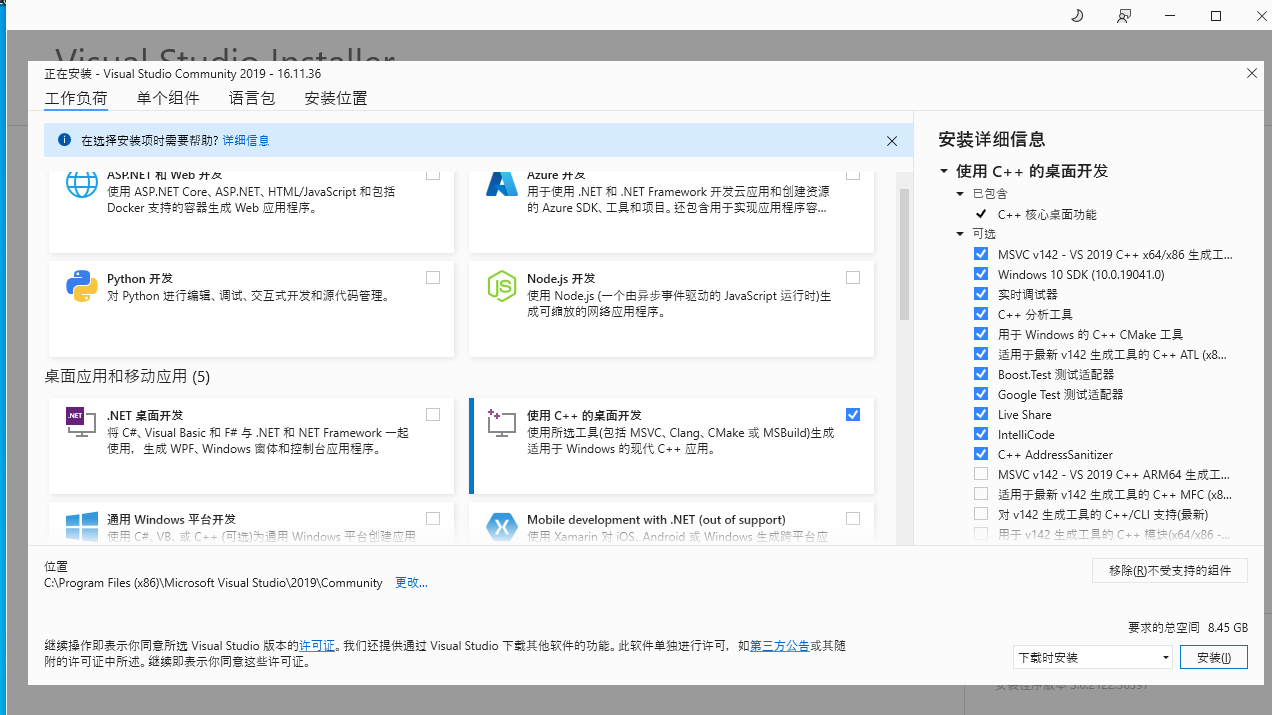 Visual Studio Installer
正在安装 - Visual Studio Community 2019 - 16.11.36
工作负荷 单个组件 语言包 安装位置
在选择安装项时需要帮助? 详细信息
ASP.NET 和 Web 开发
使用 ASP.NET Core、ASP.NET、HTML/JavaScript 和包括
Docker 支持的容器生成 Web 应用程序。
Azure 开发
用于使用 .NET 和 .NET Framework 开发云应用和创建资源
的 Azure SDK、工具和项目。还包含用于实现应用程序容...
Python 开发
对 Python 进行编辑、调试、交互式开发和源代码管理。
Node.js 开发
使用 Node.js (一个由异步事件驱动的 JavaScript 运行时)生
成可缩放的网络应用程序。
桌面应用和移动应用 (5)
.NET
.NET 桌面开发
将 C#、Visual Basic 和 F# 与 .NET 和 NET Framework 一起
使用，生成 WPF、Windows 窗体和控制台应用程序。
使用 C++ 的桌面开发
使用所选工具(包括 MSVC、Clang、CMake 或 MSBuild)生成
适用于 Windows 的现代 C++ 应用。
通用 Windows 平台开发
使用 C#、VB、或 C++ (可选)为通用 Windows 平台创建应用
Mobile development with .NET (out of support)
使用 Xamarin 对 iOS、Android 或 Windows 生成跨平台应
安装详细信息
使用 C++ 的桌面开发
已包含
C++ 核心桌面功能
可选
MSVC v142 - VS 2019 C++ x64/x86 生成工...
Windows 10 SDK (10.0.19041.0)
实时调试器
C++ 分析工具
用于 Windows 的 C++ CMake 工具
适用于最新 v142 生成工具的 C++ ATL (x8...
Boost.Test 测试适配器
Google Test 测试适配器
Live Share
IntelliCode
C++ AddressSanitizer
MSVC v142 - VS 2019 C++ ARM64 生成工...
适用于最新 v142 生成工具的 C++ MFC (x8...
对 v142 生成工具的 C++/CLI 支持(最新)
用于 v142 生成工具的 C++ 模块(x64/x86 -...
位置
C:\Program Files (x86)\Microsoft Visual Studio\2019\Community 更改...
移除(R)不受支持的组件
要求的总空间 8.45 GB
继续操作即表示你同意所选 Visual Studio 版本的许可证。我们还提供通过 Visual Studio 下载其他软件的功能。此软件单独进行许可，如第三方公告或其随
附的许可证中所述。继续即表示你同意这些许可证。
下载时安装
安装(I)